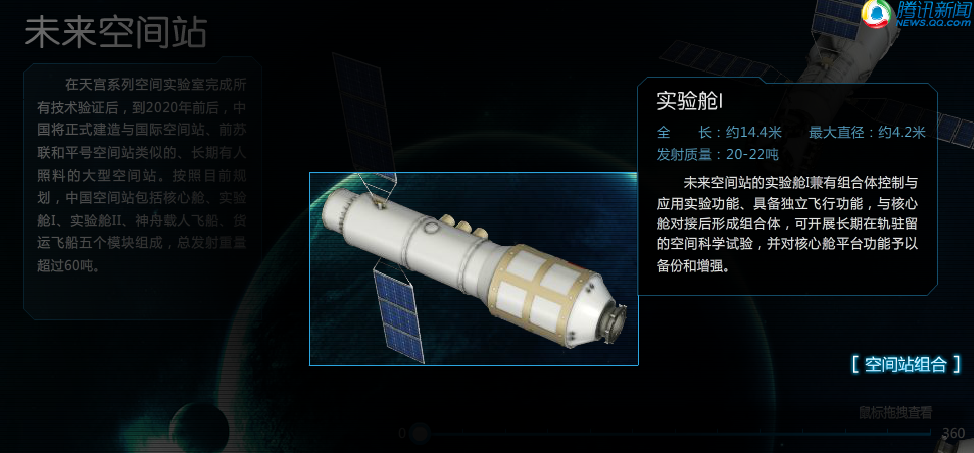 未来空间站
腾讯新闻
NEWS.QQ.COM
在天宫系列空间实验室完成所
有技术验证后，到2020年前后，中
国将正式建造与国际空间站、前苏
联和平号空间站类似的、长期有人
照料的大型空间站。按照目前规
划，中国空间站包括核心舱、实验
舱I、实验舱II、神舟载人飞船、货
运飞船五个模块组成，总发射重量
超过60吨。
实验舱I
全 长：约14.4米 最大直径：约4.2米
发射质量：20-22吨
未来空间站的实验舱I兼有组合体控制与
应用实验功能、具备独立飞行功能，与核心
舱对接后形成组合体，可开展长期在轨驻留
的空间科学试验，并对核心舱平台功能予以
备份和增强。
[ 空间站组合 ]
鼠标拖拽查看
0 360